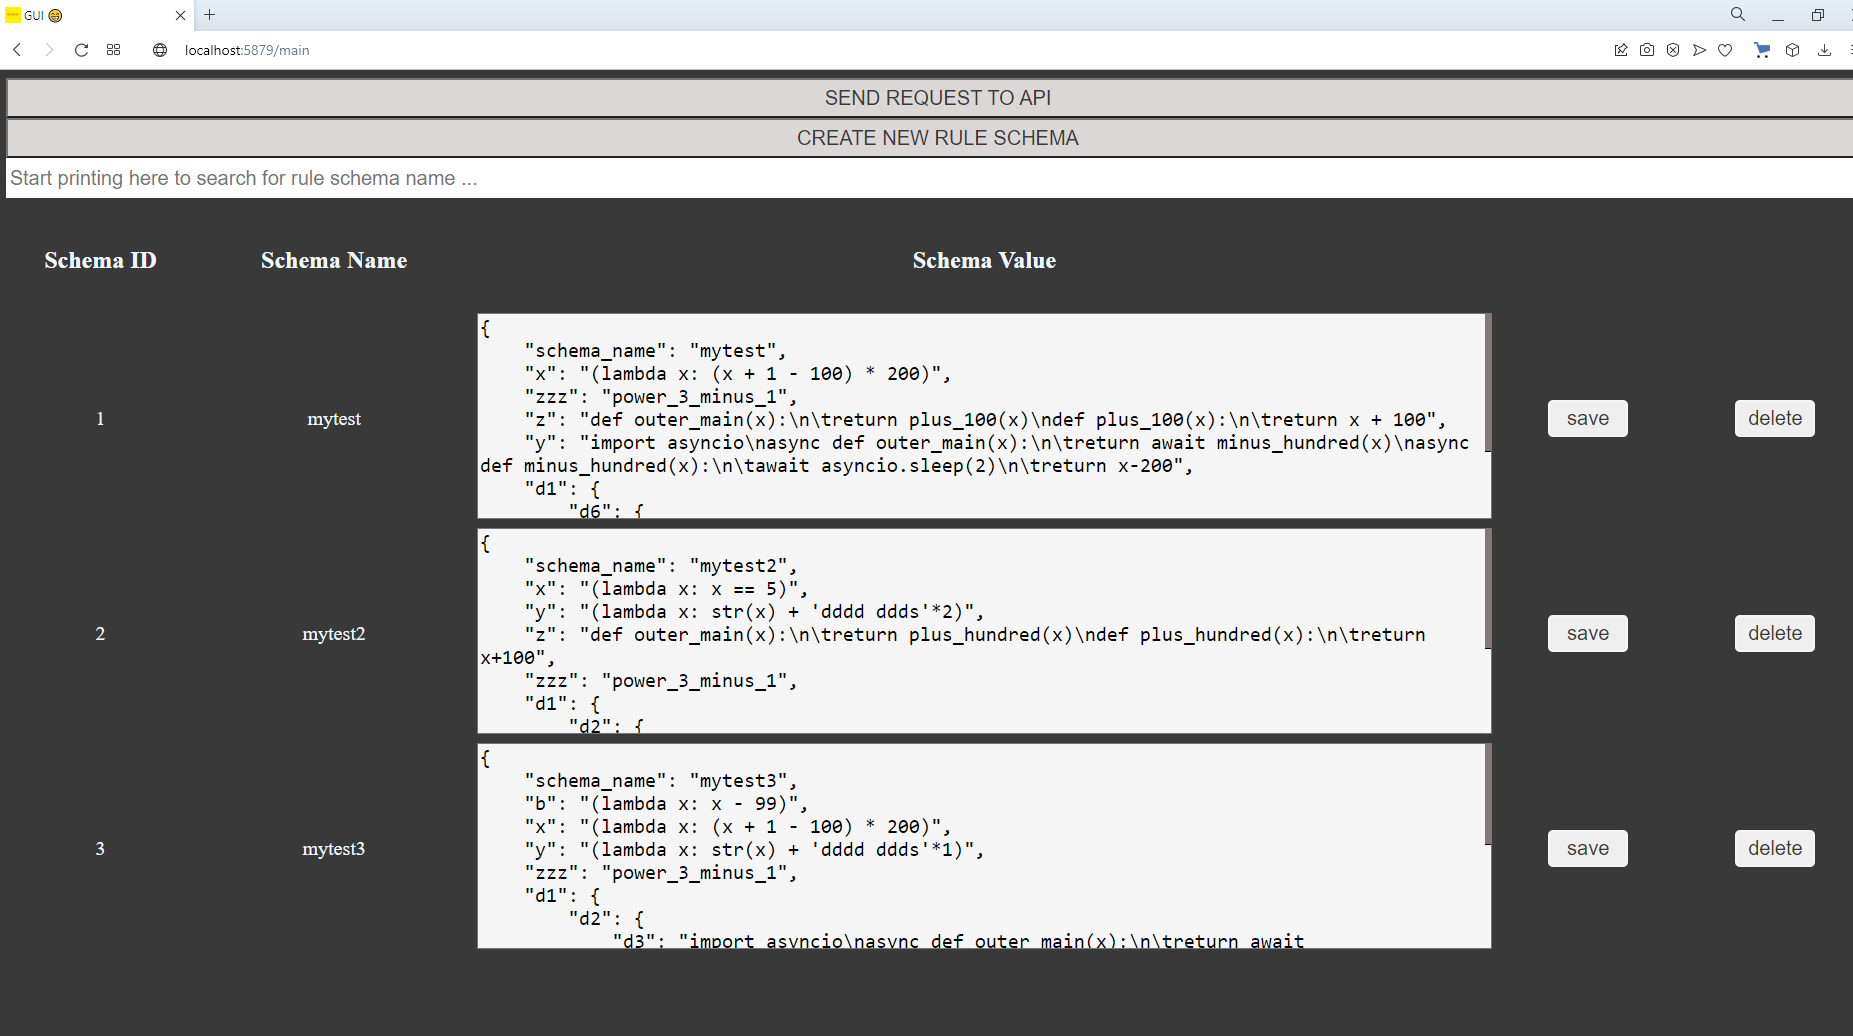 GUI 😁
localhost:5879/main
SEND REQUEST TO API
CREATE NEW RULE SCHEMA
Start printing here to search for rule schema name ...
Schema ID Schema Name Schema Value
1 mytest
{
    "schema_name": "mytest",
    "x": "(lambda x: (x + 1 - 100) * 200)",
    "zzz": "power_3_minus_1",
    "z": "def outer_main(x):\n\treturn plus_100(x)\ndef plus_100(x):\n\treturn x + 100",
    "y": "import asyncio\nasync def outer_main(x):\n\treturn await minus_hundred(x)\nasync
def minus_hundred(x):\n\tawait asyncio.sleep(2)\n\treturn x-200",
    "d1": {
        "d6": {
save delete
2 mytest2
{
    "schema_name": "mytest2",
    "x": "(lambda x: x == 5)",
    "y": "(lambda x: str(x) + 'dddd ddds'*2)",
    "z": "def outer_main(x):\n\treturn plus_hundred(x)\ndef plus_hundred(x):\n\treturn
x+100",
    "zzz": "power_3_minus_1",
    "d1": {
        "d2": {
save delete
3 mytest3
{
    "schema_name": "mytest3",
    "b": "(lambda x: x - 99)",
    "x": "(lambda x: (x + 1 - 100) * 200)",
    "y": "(lambda x: str(x) + 'dddd ddds'*1)",
    "zzz": "power_3_minus_1",
    "d1": {
        "d2": {
            "d3": "import asyncio\nasync def outer_main(x):\n\treturn await
save delete